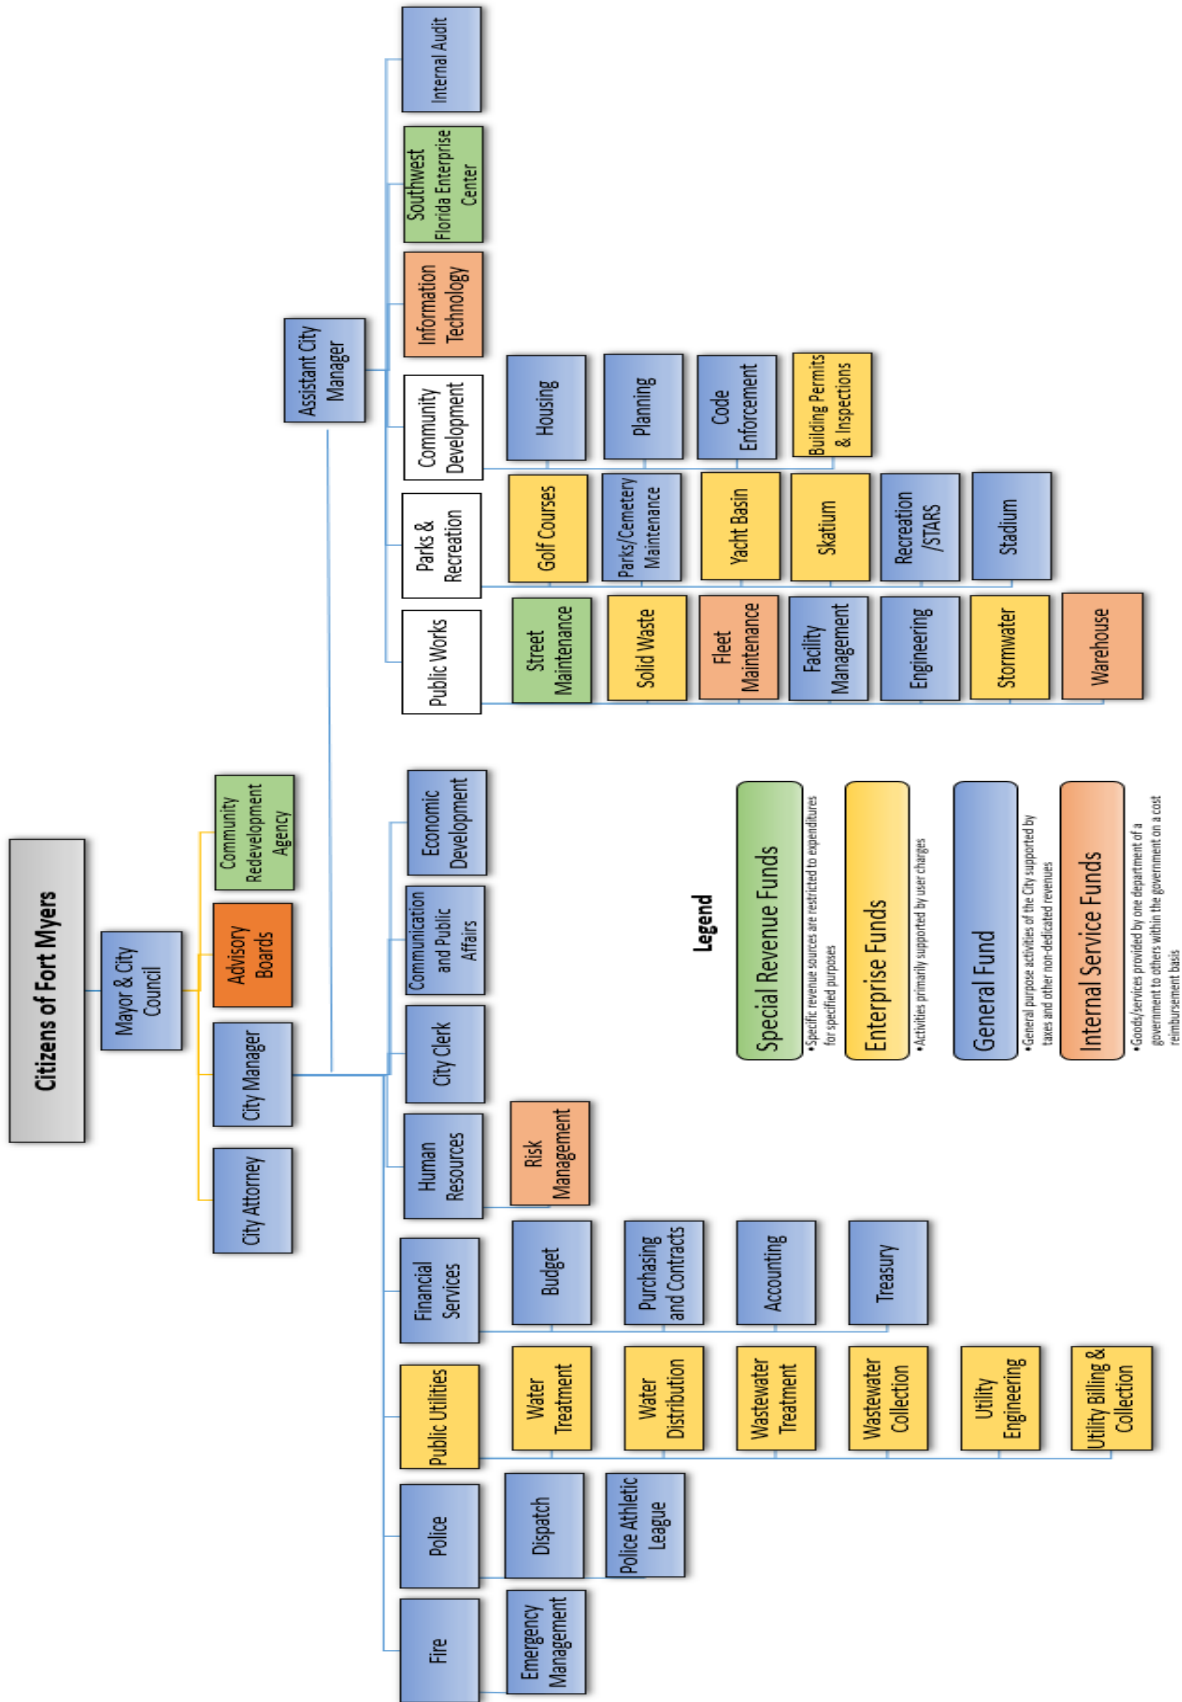 Citizens of Fort Myers
Mayor & City
Council
City Attorney
City Manager
Advisory
Boards
Community
Redevelopment
Agency
Assistant City
Manager
Fire
Police
Public Utilities
Financial
Services
Human
Resources
City Clerk
Communication
and Public
Affairs
Economic
Development
Public Works
Parks &
Recreation
Community
Development
Information
Technology
Southwest
Florida Enterprise
Center
Internal Audit
Emergency
Management
Dispatch
Police Athletic
League
Water
Treatment
Water
Distribution
Wastewater
Treatment
Wastewater
Collection
Utility
Engineering
Utility Billing &
Collection
Budget
Purchasing
and Contracts
Accounting
Treasury
Risk
Management
Street
Maintenance
Solid Waste
Fleet
Maintenance
Facility
Management
Engineering
Stormwater
Warehouse
Golf Courses
Parks/Cemetery
Maintenance
Yacht Basin
Skatium
Recreation
/STARS
Stadium
Housing
Planning
Code
Enforcement
Building Permits
& Inspections
Legend
Special Revenue Funds
•Specific revenue sources are restricted to expenditures
for specified purposes
Enterprise Funds
•Activities primarily supported by user charges
General Fund
•General purpose activities of the City supported by
taxes and other non-dedicated revenues
Internal Service Funds
•Goods/services provided by one department of a
government to others within the government on a cost
reimbursement basis